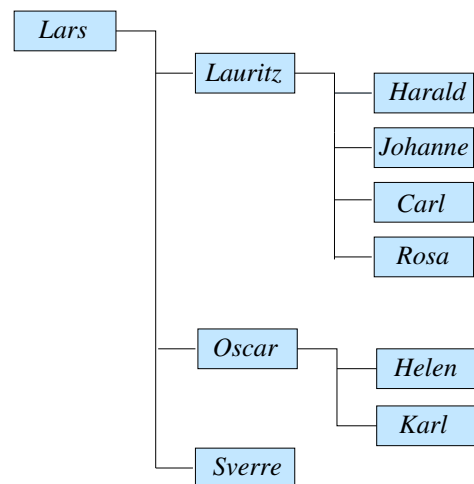 Lars
Lauritz
Harald
Johanne
Carl
Rosa
Oscar
Helen
Karl
Sverre